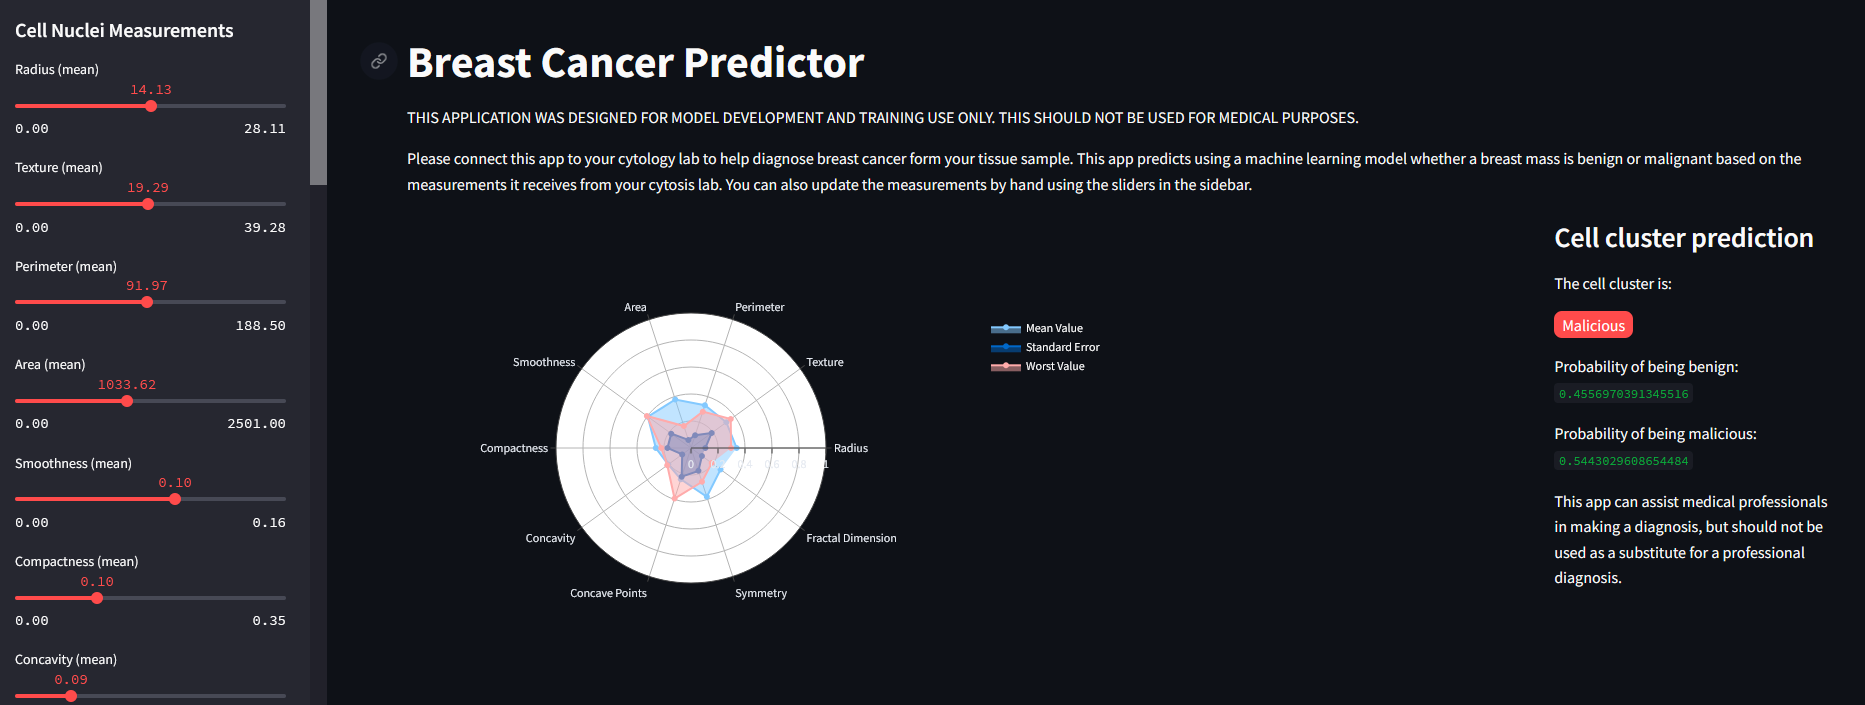 Cell Nuclei Measurements
Radius (mean)
14.13
0.00 28.11
Texture (mean)
19.29
0.00 39.28
Perimeter (mean)
91.97
0.00 188.50
Area (mean)
1033.62
0.00 2501.00
Smoothness (mean)
0.10
0.00 0.16
Compactness (mean)
0.10
0.00 0.35
Concavity (mean)
0.09
Breast Cancer Predictor
THIS APPLICATION WAS DESIGNED FOR MODEL DEVELOPMENT AND TRAINING USE ONLY. THIS SHOULD NOT BE USED FOR MEDICAL PURPOSES.
Please connect this app to your cytology lab to help diagnose breast cancer form your tissue sample. This app predicts using a machine learning model whether a breast mass is benign or malignant based on the
measurements it receives from your cytosis lab. You can also update the measurements by hand using the sliders in the sidebar.
Area
Perimeter
Smoothness
Texture
Compactness
Radius
0 0.4 0.6 0.8 1
Concavity
Fractal Dimension
Concave Points
Symmetry
Mean Value
Standard Error
Worst Value
Cell cluster prediction
The cell cluster is:
Malicious
Probability of being benign:
0.4556970391345516
Probability of being malicious:
0.5443029608654484
This app can assist medical professionals
in making a diagnosis, but should not be
used as a substitute for a professional
diagnosis.